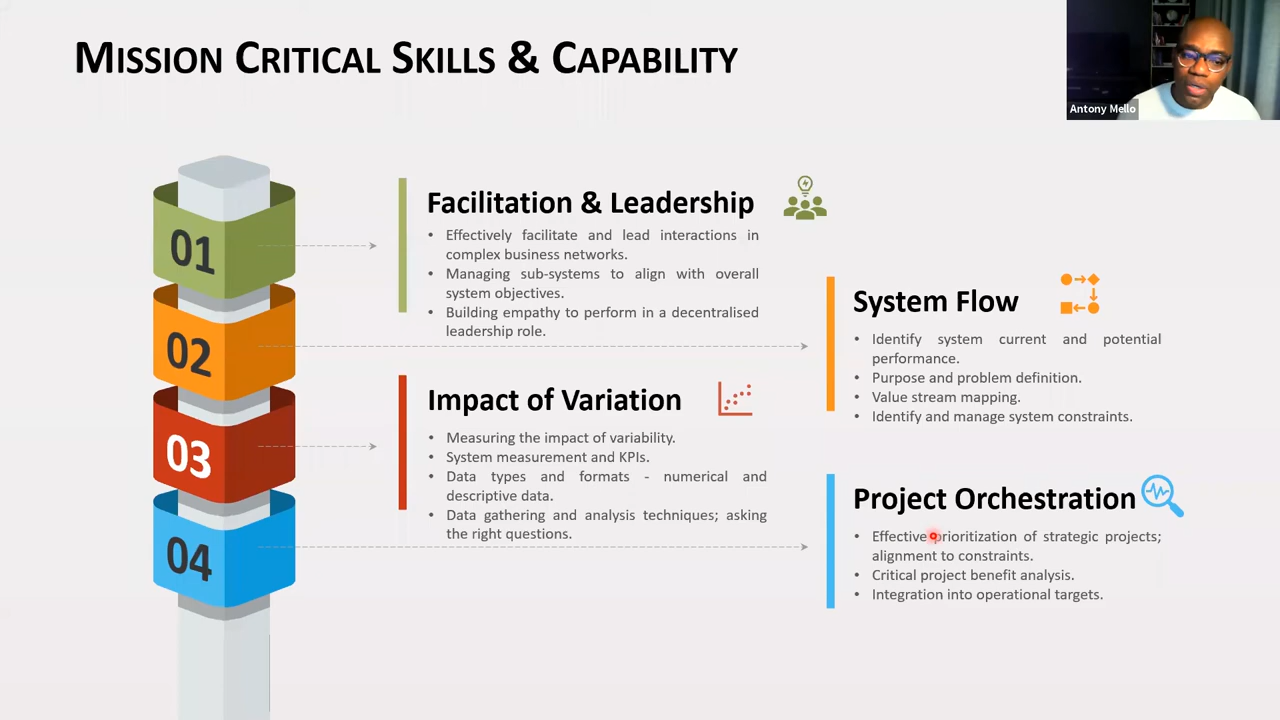 MISSION CRITICAL SKILLS & CAPABILITY
Antony Mello
01
Facilitation & Leadership
• Effectively facilitate and lead interactions in
complex business networks.
• Managing sub-systems to align with overall
system objectives.
• Building empathy to perform in a decentralised
leadership role.
02
System Flow
• Identify system current and potential
performance.
• Purpose and problem definition.
• Value stream mapping.
• Identify and manage system constraints.
03
Impact of Variation
• Measuring the impact of variability.
• System measurement and KPIs.
• Data types and formats - numerical and
descriptive data.
• Data gathering and analysis techniques; asking
the right questions.
04
Project Orchestration
• Effective prioritization of strategic projects;
alignment to constraints.
• Critical project benefit analysis.
• Integration into operational targets.